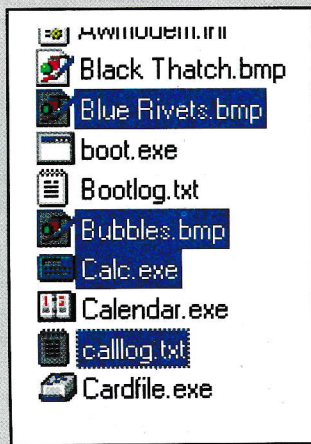 Black Thatch.bmp
Blue Rivets.bmp
boot.exe
Bootlog.txt
Bubbles.bmp
Calc.exe
Calendar.exe
calllog.txt
Cardfile.exe